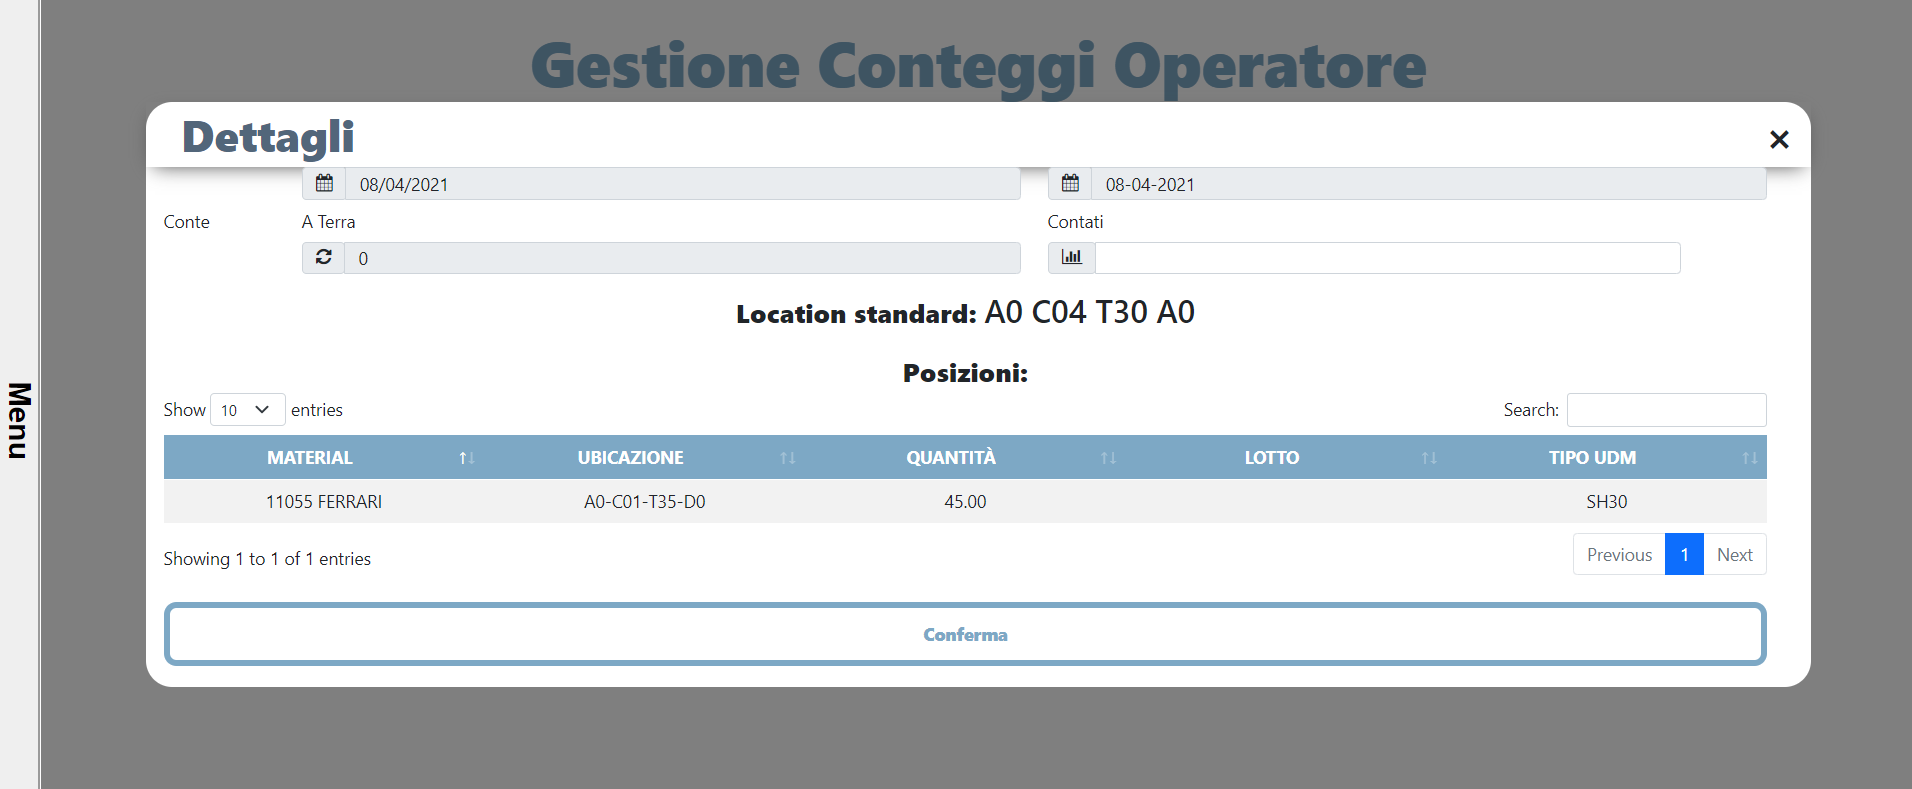 Gestione Conteggi Operatore
Dettagli
08/04/2021 08-04-2021
Conte A Terra Contati
0
Location standard: A0 C04 T30 A0
Posizioni:
Menu
Show 10 entries Search:
MATERIAL UBICAZIONE QUANTITÀ LOTTO TIPO UDM
11055 FERRARI A0-C01-T35-D0 45.00 SH30
Showing 1 to 1 of 1 entries Previous 1 Next
Conferma